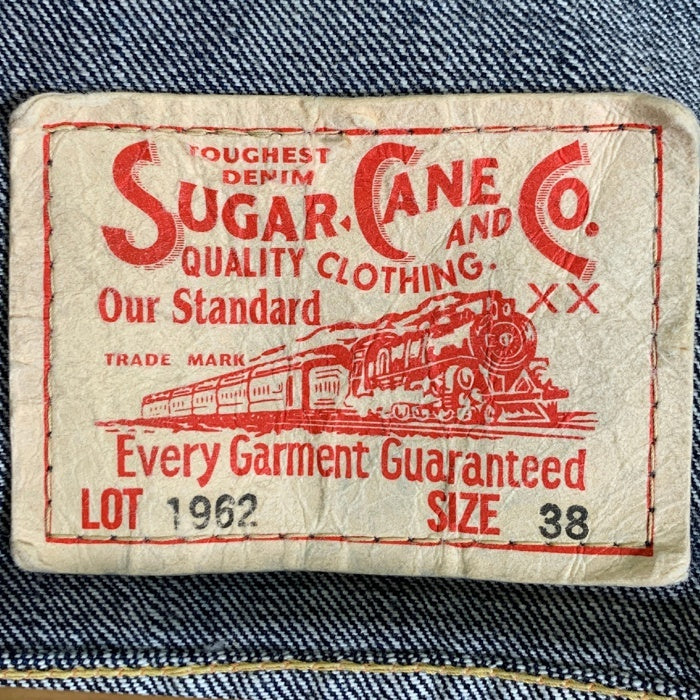 TOUGHEST
DENIM
SUGAR CANE AND CO.
QUALITY CLOTHING.
Our Standard
XX
TRADE MARK
Every Garment Guaranteed
LOT 1962 SIZE 38